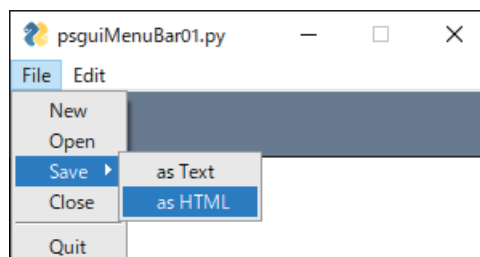 psguiMenuBar01.py
File Edit
New
Open
Save
as Text
as HTML
Close
Quit